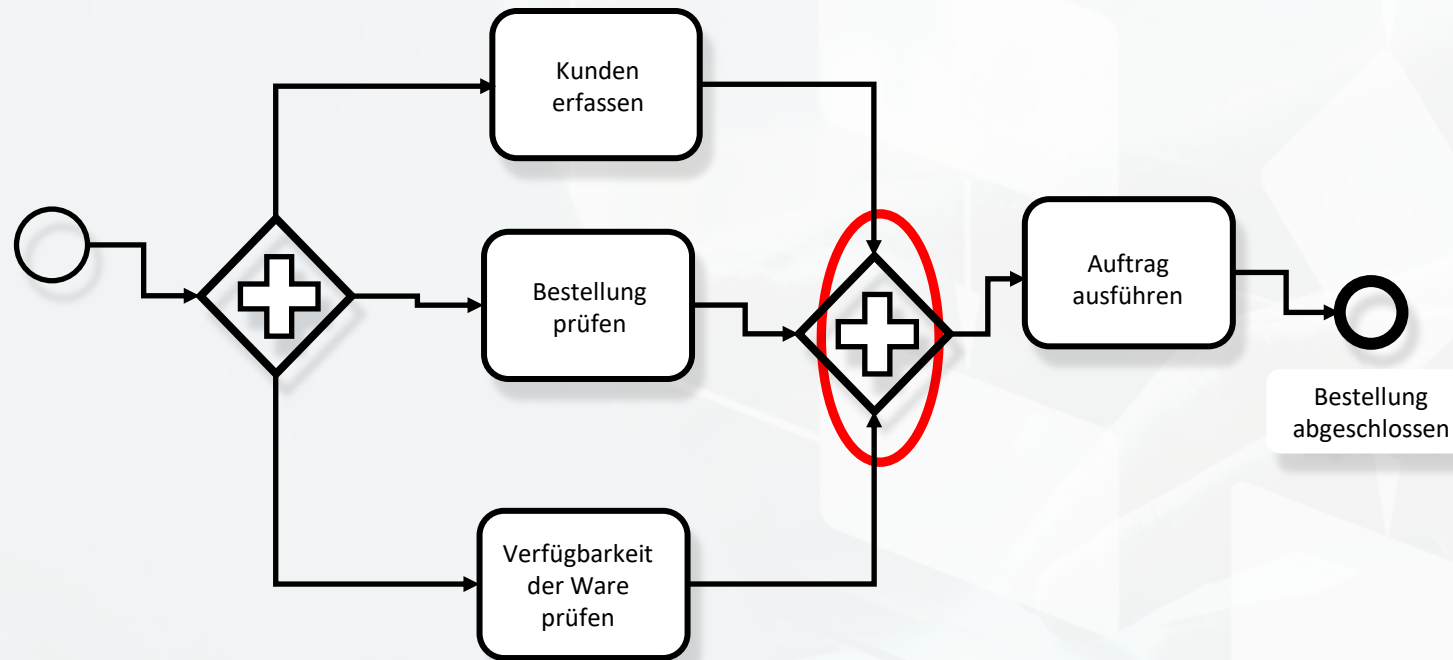 Kunden
erfassen
Bestellung
prüfen
Verfügbarkeit
der Ware
prüfen
Auftrag
ausführen
Bestellung
abgeschlossen